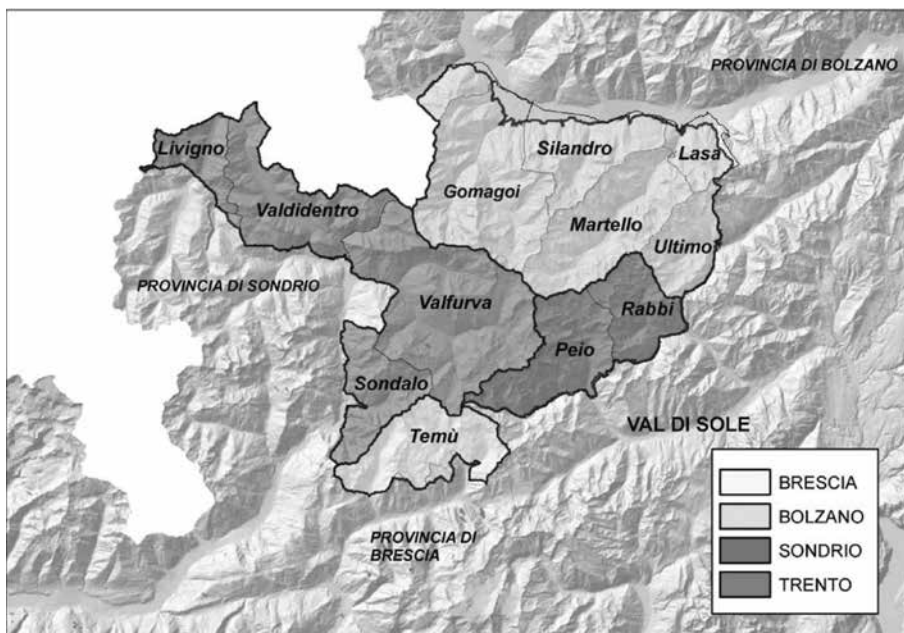 PROVINCIA DI BOLZANO
Livigno
Silandro
Lasa
Gomagoi
Valdidentro
Martello
Ultimo
PROVINCIA DI SONDRIO
Valfurva
Rabbi
Peio
Sondalo
VAL DI SOLE
Temù
BRESCIA
BOLZANO
SONDRIO
TRENTO
PROVINCIA DI
BRESCIA